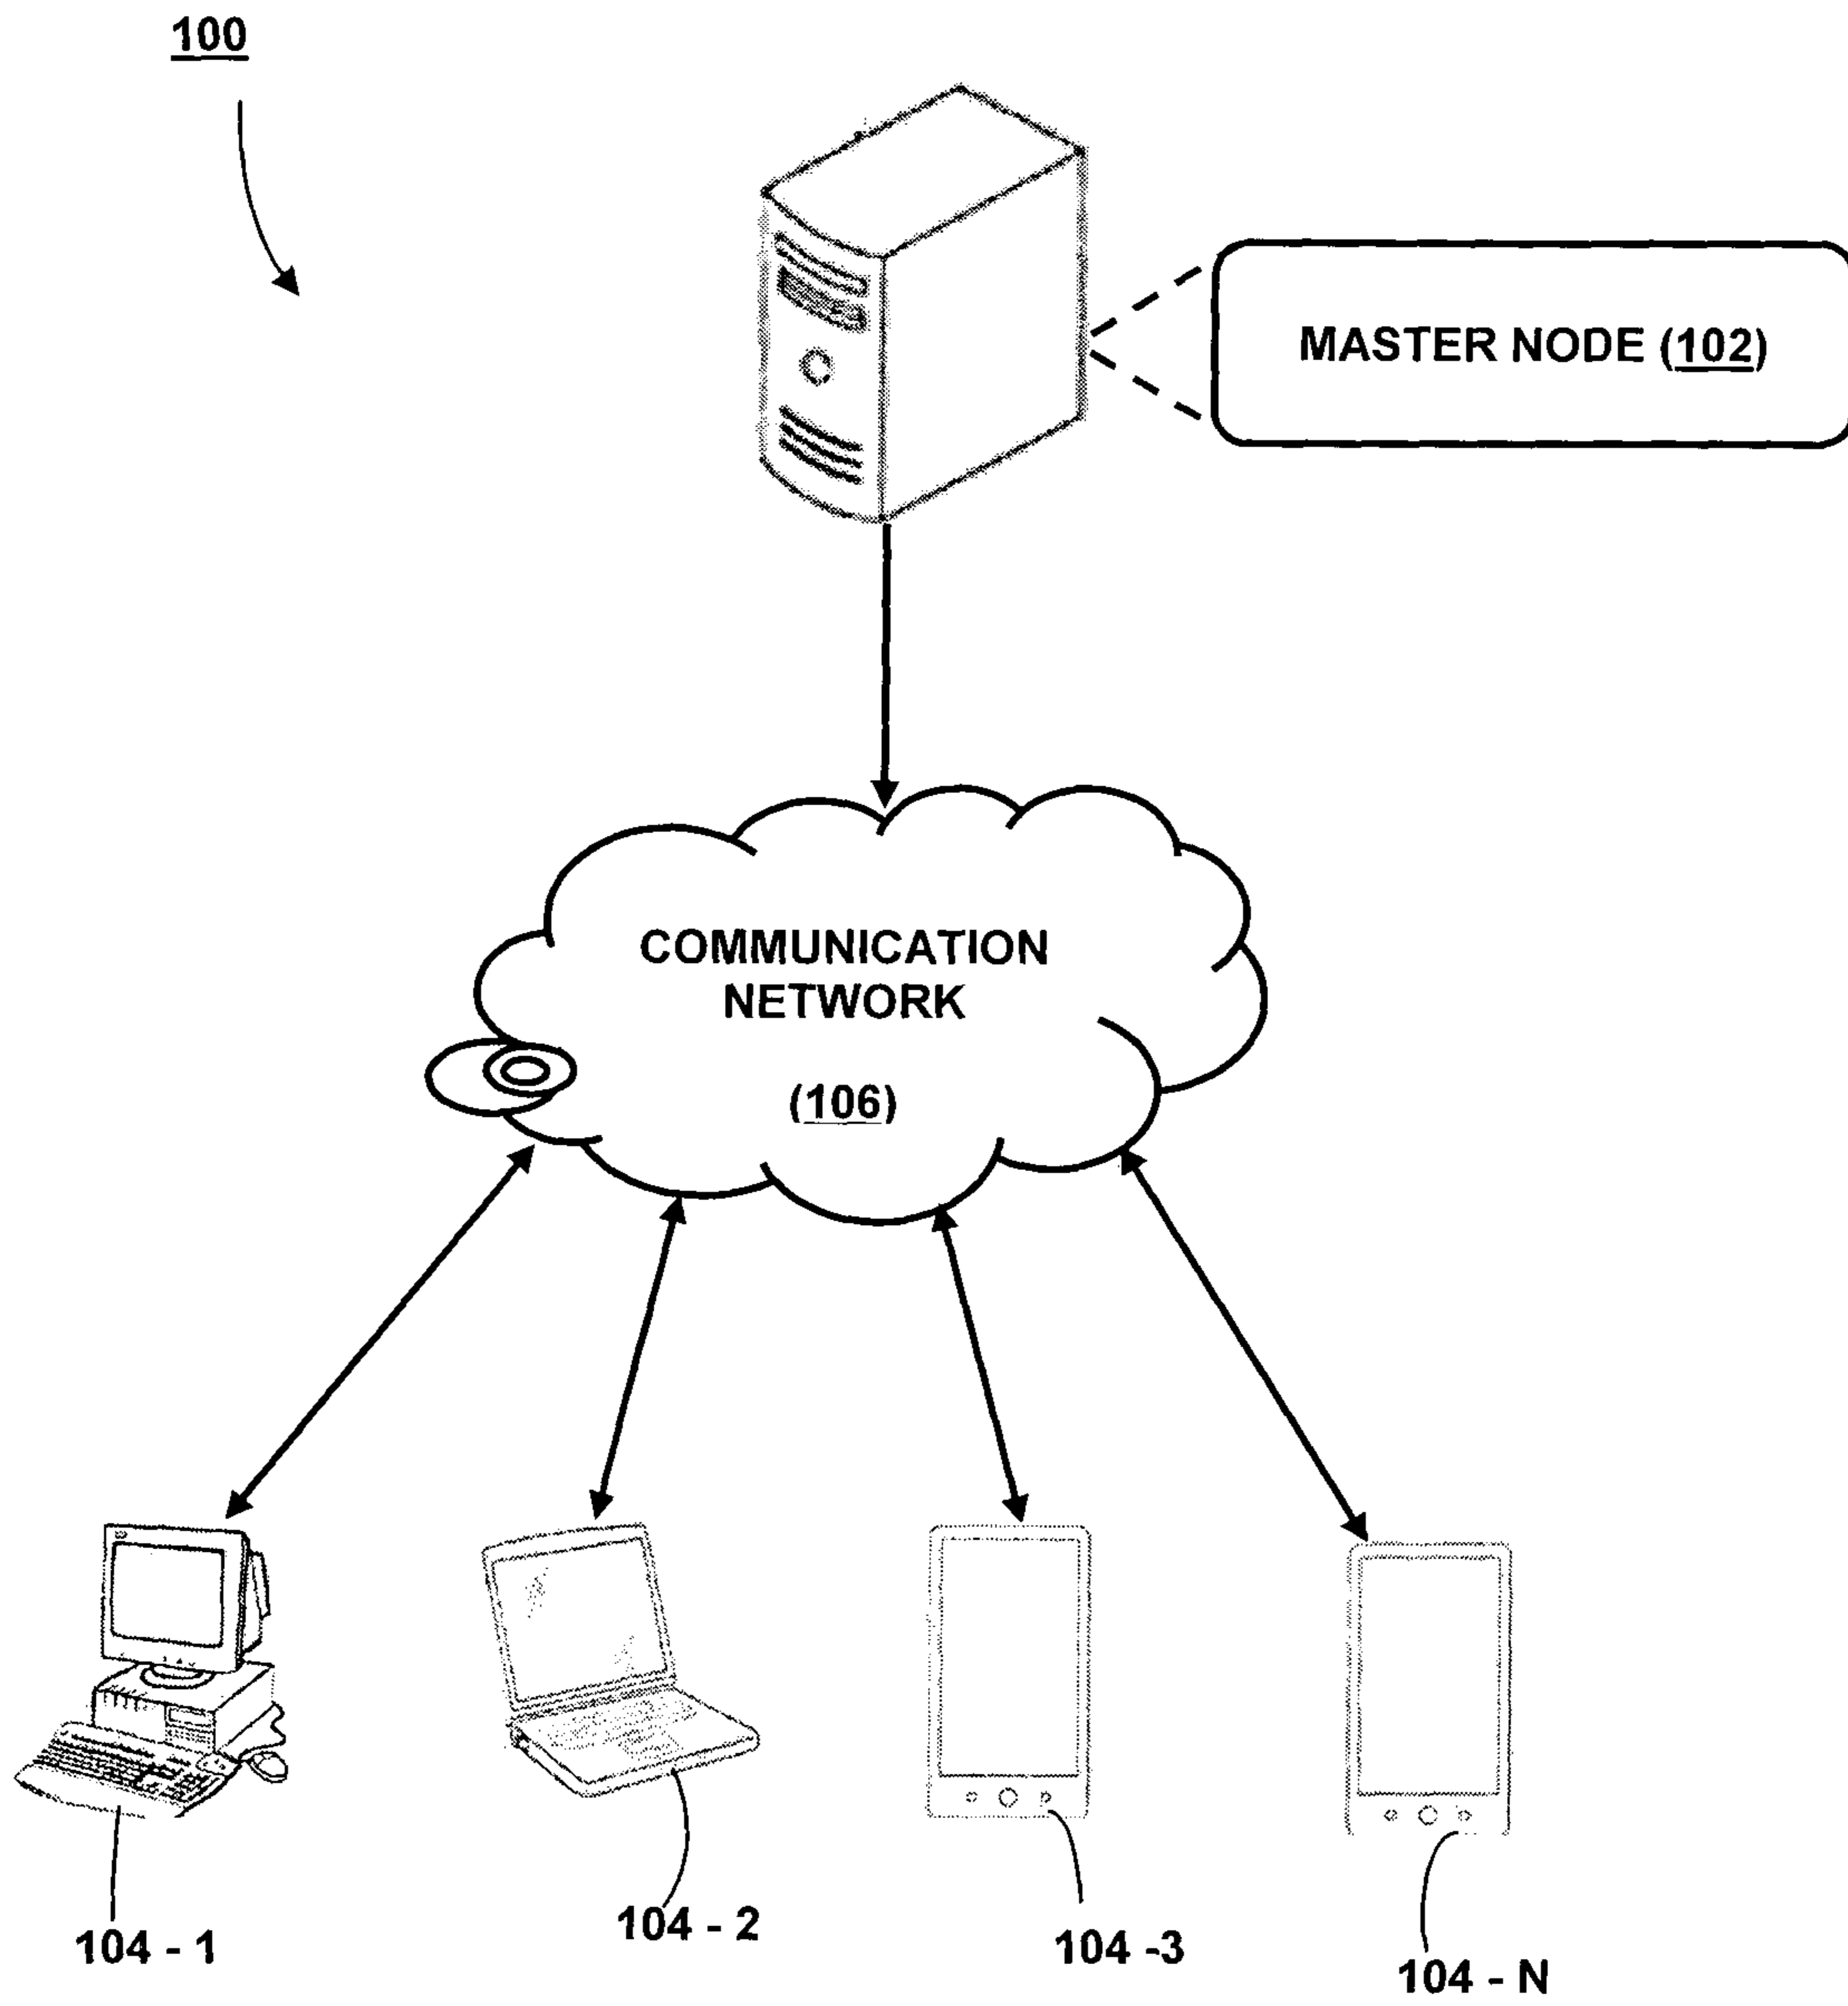 100
MASTER NODE (102)
COMMUNICATION
NETWORK
(106)
104 - 1
104 - 2
104 -3
104 - N